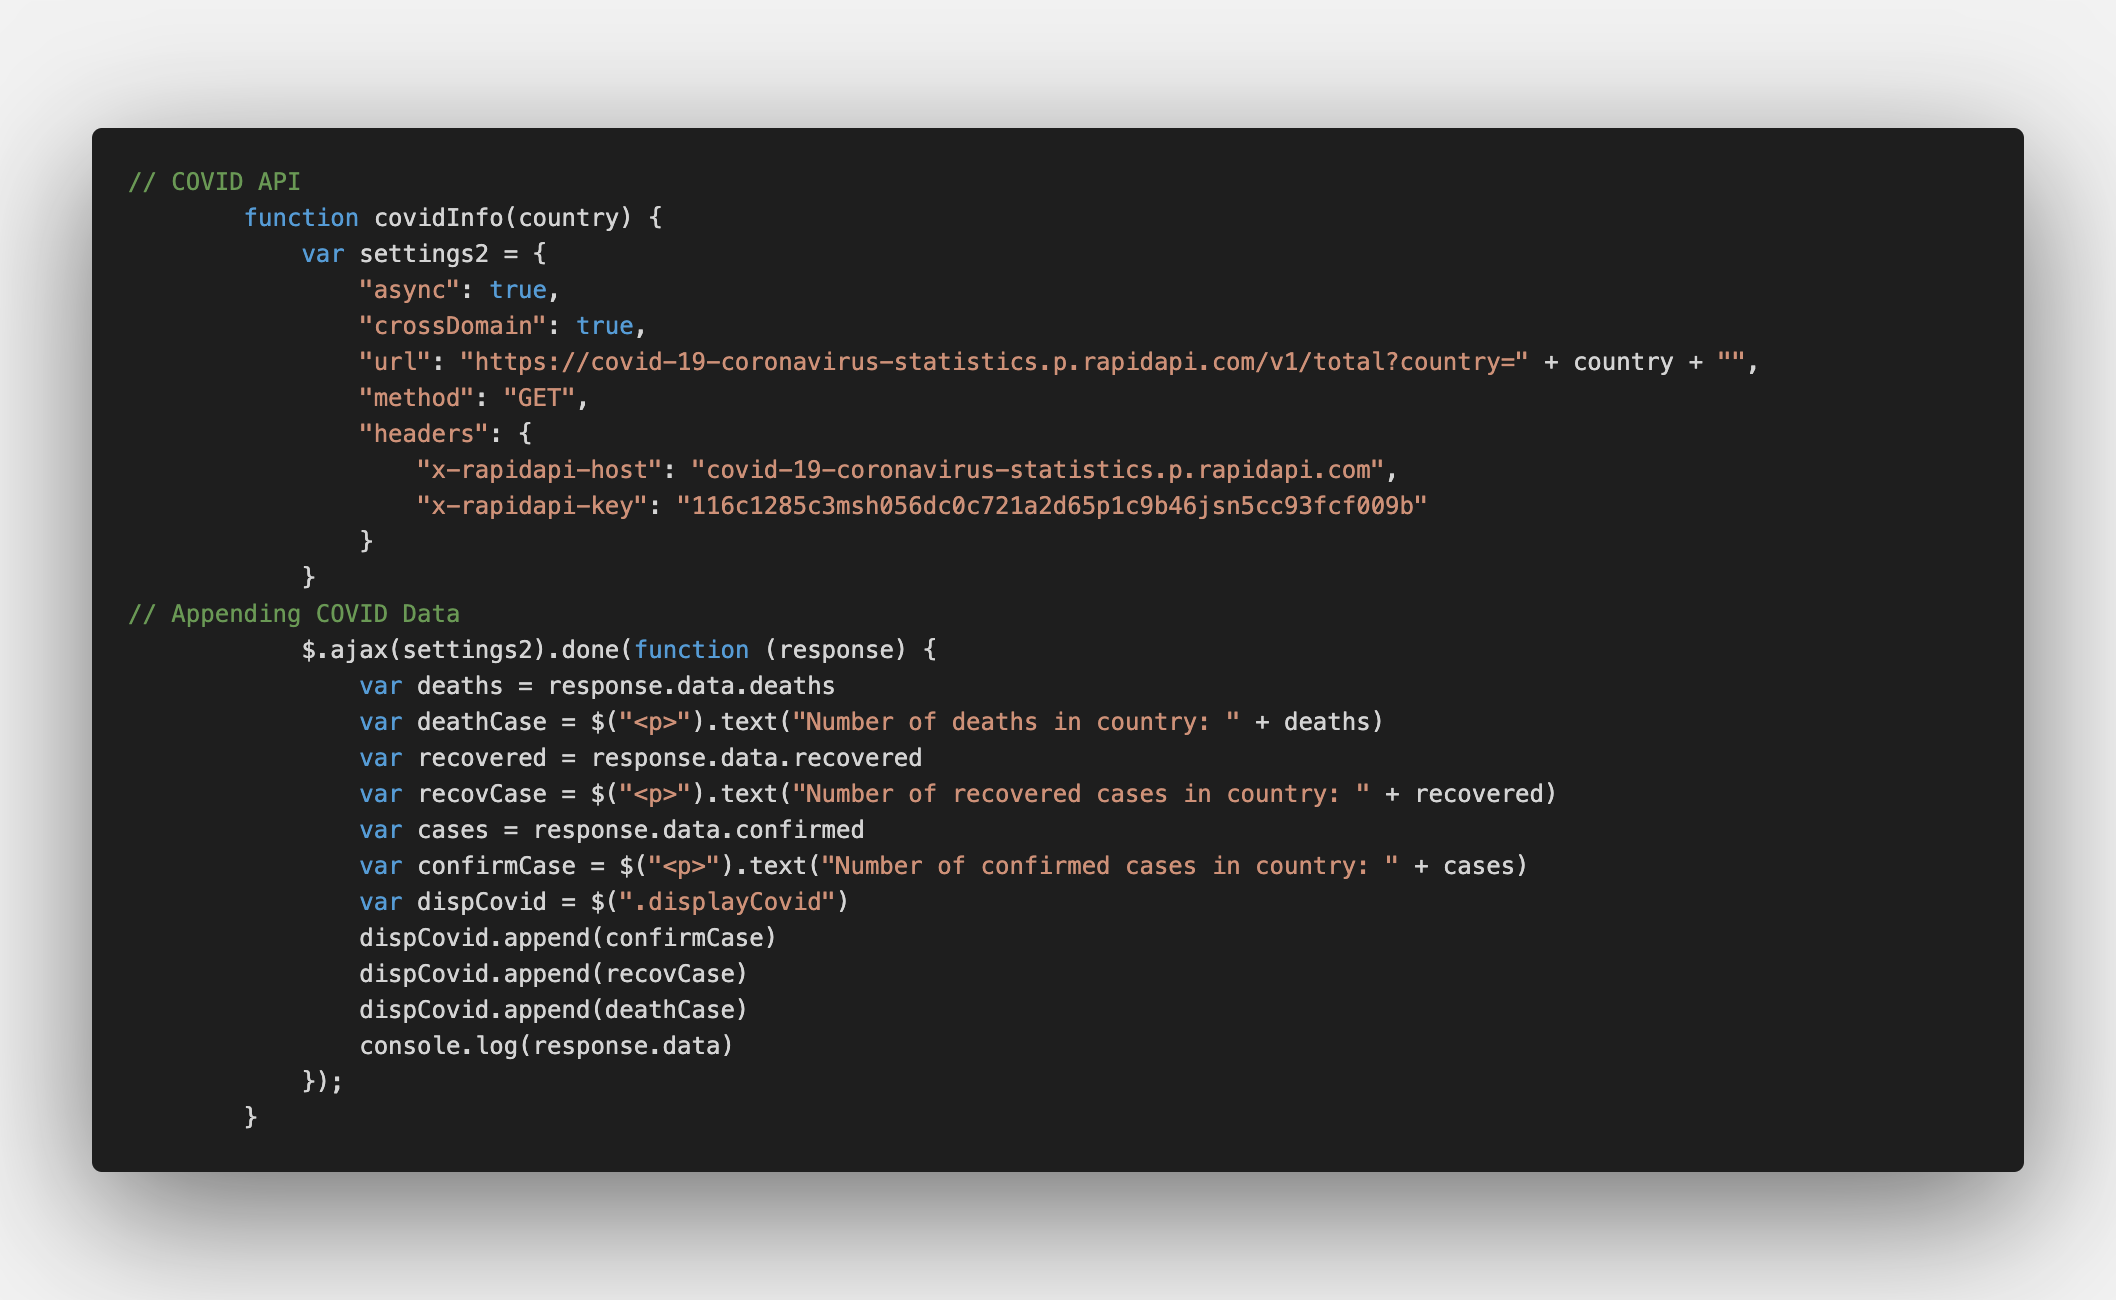 // COVID API
function covidInfo(country) {
var settings2 = {
"async": true,
"crossDomain": true,
"url": "https://covid-19-coronavirus-statistics.p.rapidapi.com/v1/total?country=" + country + "",
"method": "GET",
"headers": {
"x-rapidapi-host": "covid-19-coronavirus-statistics.p.rapidapi.com",
"x-rapidapi-key": "116c1285c3msh056dc0c721a2d65p1c9b46jsn5cc93fcf009b"
}
}
// Appending COVID Data
$.ajax(settings2).done(function (response) {
var deaths = response.data.deaths
var deathCase = $("<p>").text("Number of deaths in country: " + deaths)
var recovered = response.data.recovered
var recovCase = $("<p>").text("Number of recovered cases in country: " + recovered)
var cases = response.data.confirmed
var confirmCase = $("<p>").text("Number of confirmed cases in country: " + cases)
var dispCovid = $(".displayCovid")
dispCovid.append(confirmCase)
dispCovid.append(recovCase)
dispCovid.append(deathCase)
console.log(response.data)
});
}